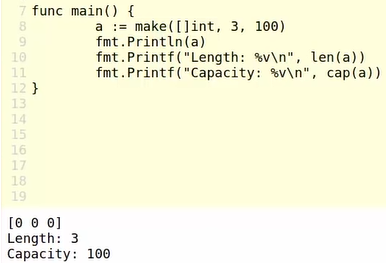 7 func main() {
8         a := make([]int, 3, 100)
9         fmt.Println(a)
10         fmt.Printf("Length: %v\n", len(a))
11         fmt.Printf("Capacity: %v\n", cap(a))
12 }
13
14
15
16
17
18
19
[0 0 0]
Length: 3
Capacity: 100